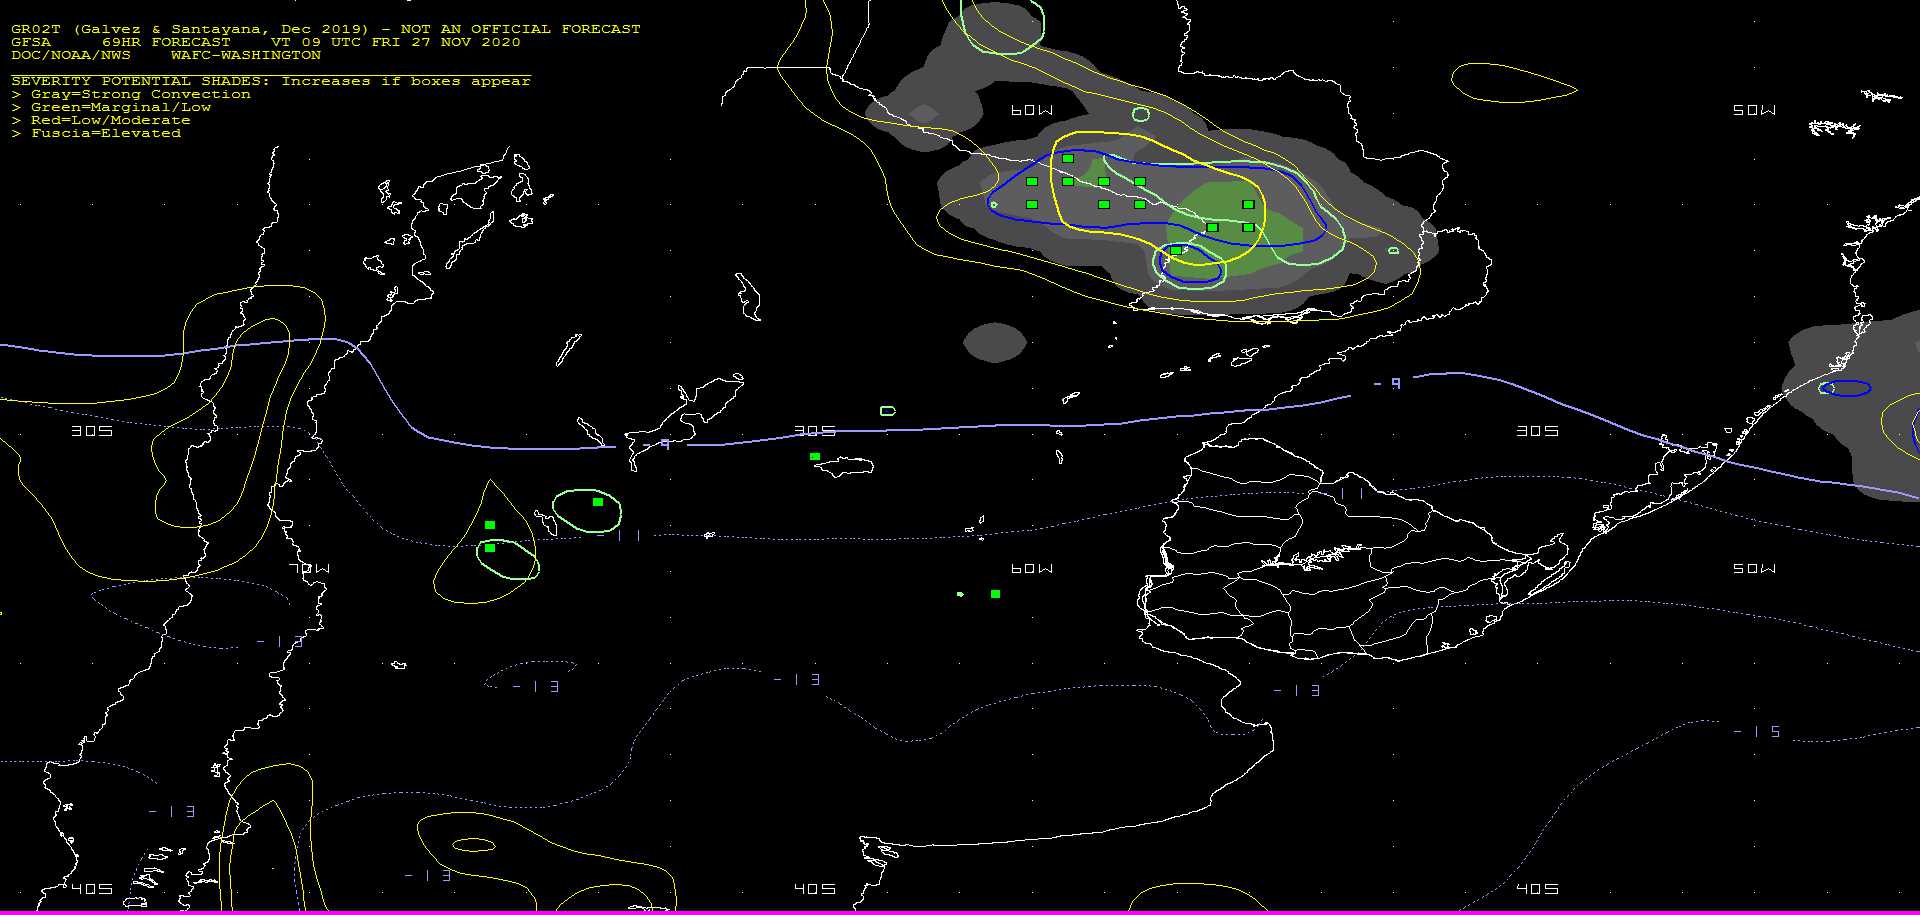 GR02T (Galvez & Santayana, Dec 2019) - NOT AN OFFICIAL FORECAST
GFSA    69HR FORECAST    VT 09 UTC FRI 27 NOV 2020
DOC/NOAA/NWS    WAFC-WASHINGTON
SEVERITY POTENTIAL SHADES: Increases if boxes appear
> Gray=Strong Convection
> Green=Marginal/Low
> Red=Low/Moderate
> Fuscia=Elevated
60W
50W
-9
30S
30S
30S
-9
-11
-11
70W
60W
50W
-13
-13
-13
-13
-15
-13
-13
40S
40S
40S